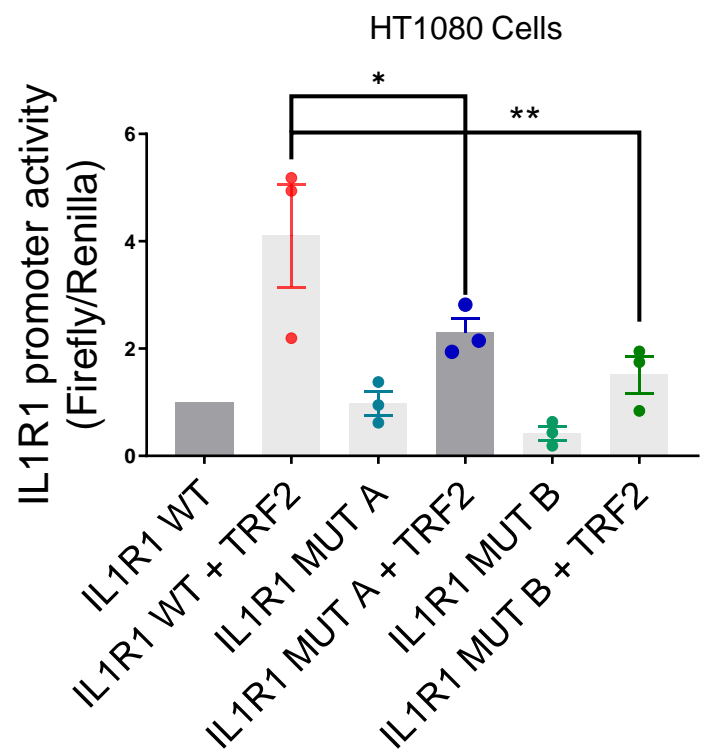 HT1080 Cells
*
**
IL1R1 promoter activity
(Firefly/Renilla)
6
4
2
0
IL1R1 WT
IL1R1 WT + TRF2
IL1R1 MUT A
IL1R1 MUT A + TRF2
IL1R1 MUT B
IL1R1 MUT B + TRF2